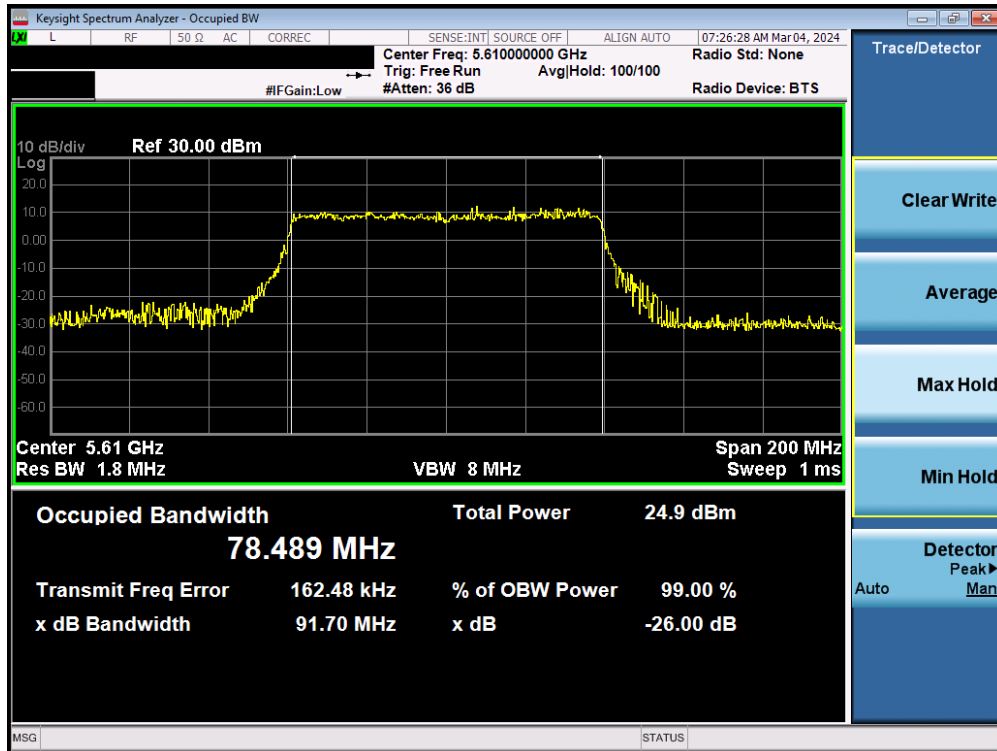 Keysight Spectrum Analyzer - Occupied BW
LXI L RF 50 Ω AC CORREC SENSE:INT SOURCE OFF ALIGN AUTO 07:26:28 AM Mar 04, 2024
Center Freq: 5.610000000 GHz Radio Std: None
Trig: Free Run Avg|Hold: 100/100
#IFGain:Low #Atten: 36 dB Radio Device: BTS
10 dB/div Ref 30.00 dBm
Log
20.0
10.0
0.00
-10.0
-20.0
-30.0
-40.0
-50.0
-60.0
Center 5.61 GHz Span 200 MHz
Res BW 1.8 MHz VBW 8 MHz Sweep 1 ms
Occupied Bandwidth Total Power 24.9 dBm
78.489 MHz
Transmit Freq Error 162.48 kHz % of OBW Power 99.00 %
x dB Bandwidth 91.70 MHz x dB -26.00 dB
MSG STATUS
Trace/Detector
Clear Write
Average
Max Hold
Min Hold
Detector
Peak▶
Auto Man